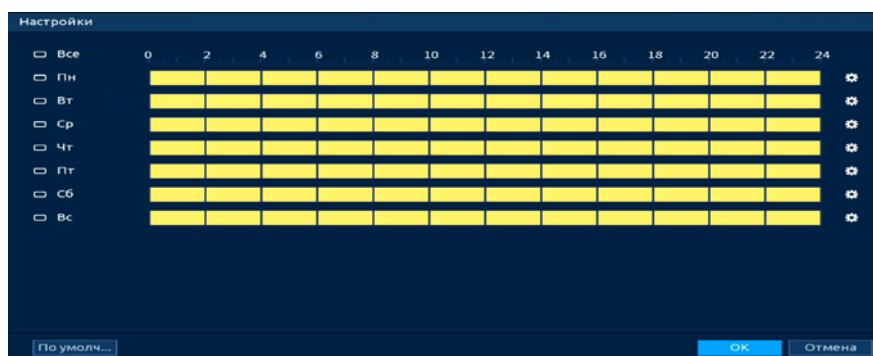 Настройки
Все 0 2 4 6 8 10 12 14 16 18 20 22 24
Пн
Вт
Ср
Чт
Пт
Сб
Вс
По умолч... OK Отмена